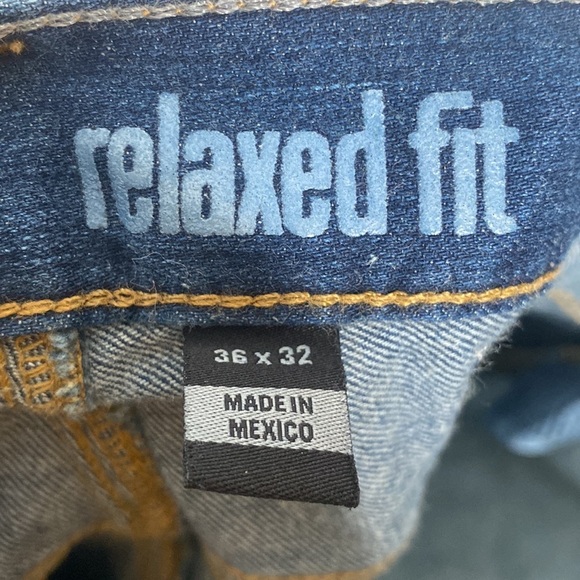 relaxed fit
36 x 32
MADE IN
MEXICO